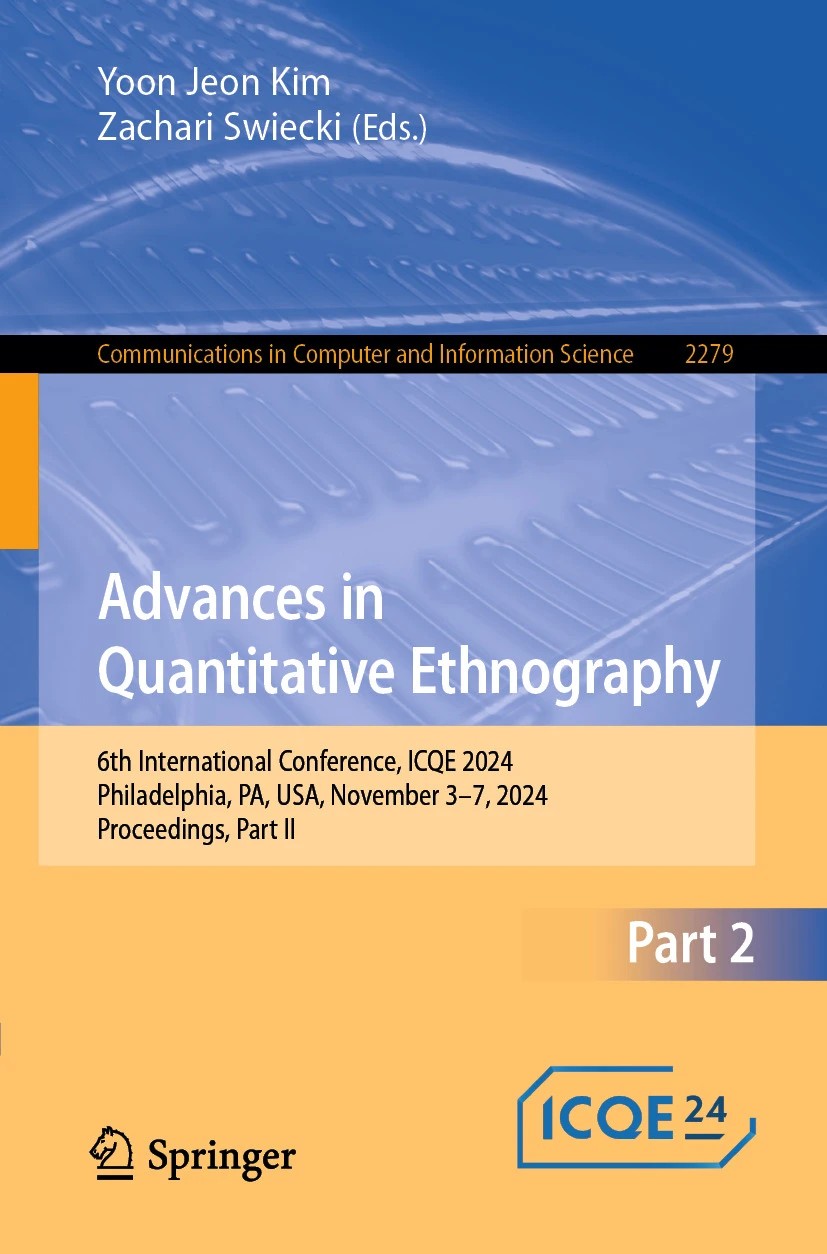 Yoon Jeon Kim
Zachari Swiecki (Eds.)
Communications in Computer and Information Science 2279
Advances in
Quantitative Ethnography
6th International Conference, ICQE 2024
Philadelphia, PA, USA, November 3–7, 2024
Proceedings, Part II
Part 2
ICQE 24
Springer